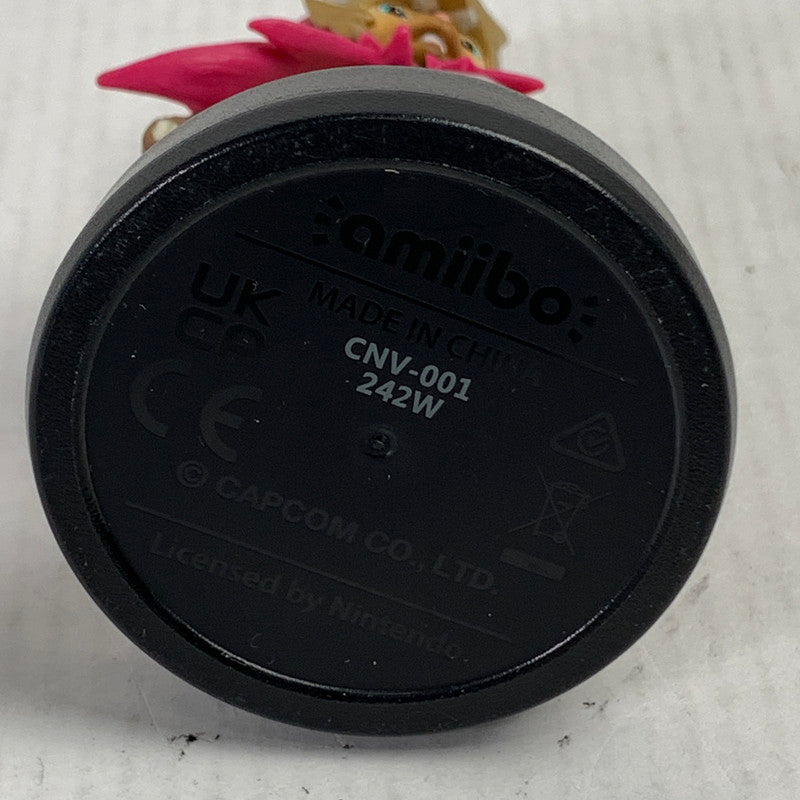 amiibo
MADE IN CHINA
CNV-001
242W
UK
CA
CE
© CAPCOM CO., LTD.
Licensed by Nintendo